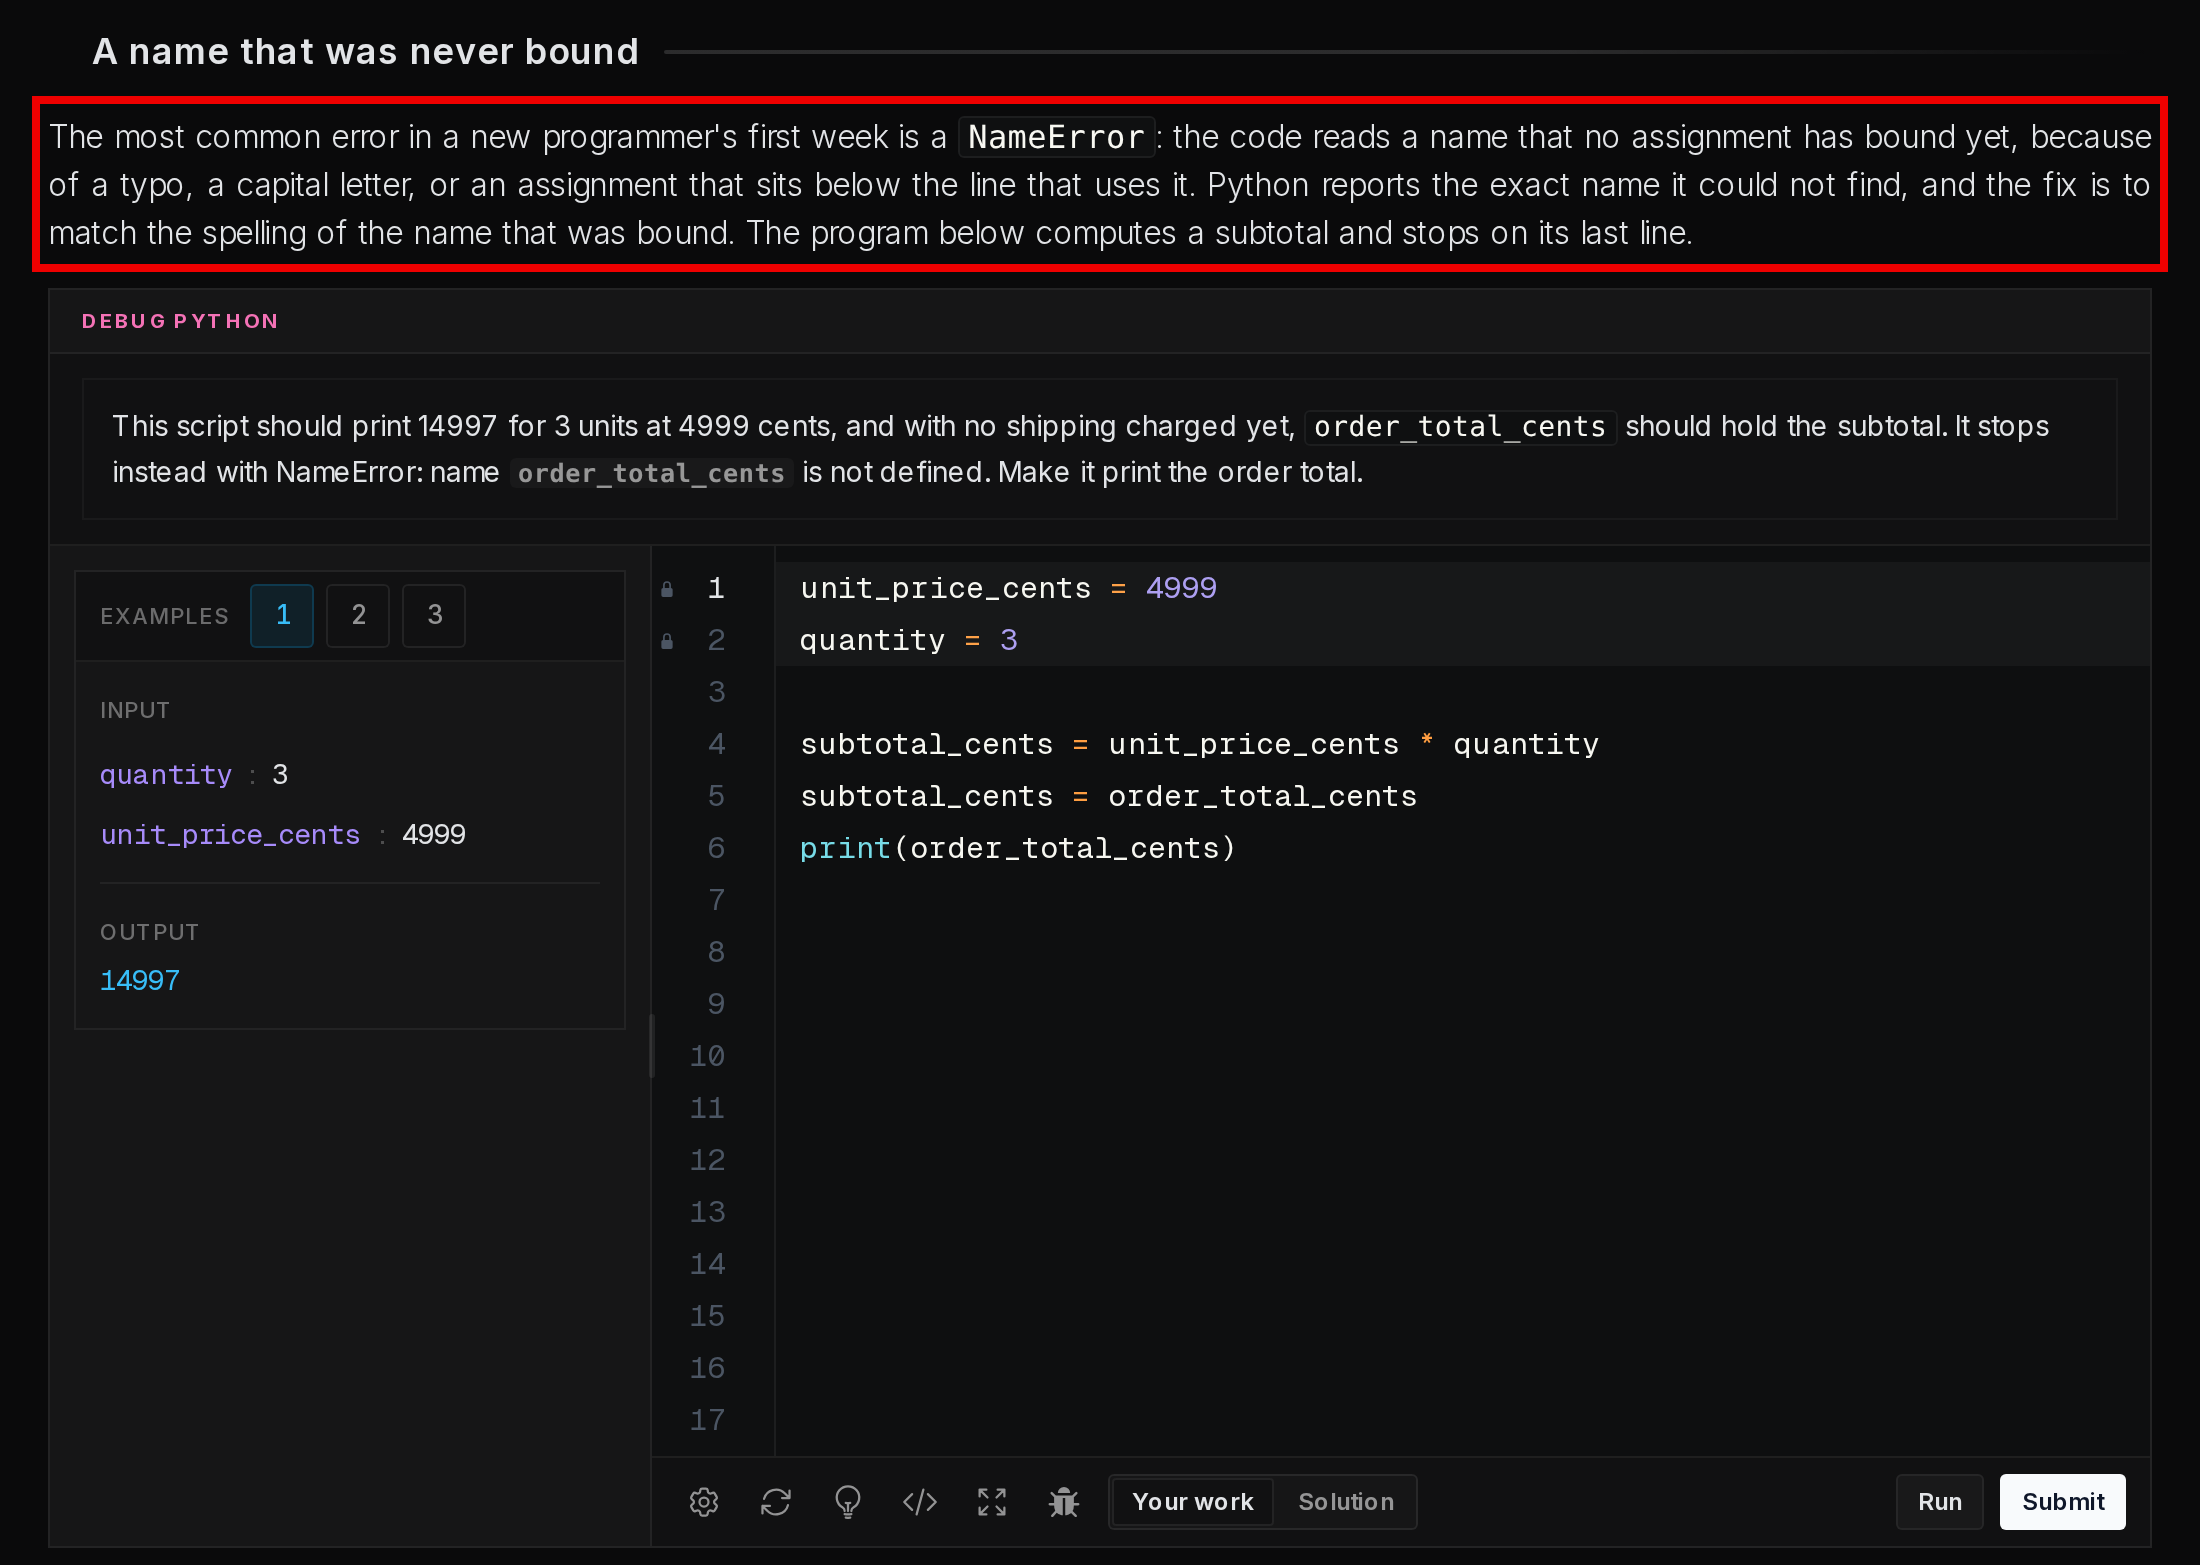 A name that was never bound
The most common error in a new programmer's first week is a NameError: the code reads a name that no assignment has bound yet, because
of a typo, a capital letter, or an assignment that sits below the line that uses it. Python reports the exact name it could not find, and the fix is to
match the spelling of the name that was bound. The program below computes a subtotal and stops on its last line.
DEBUG PYTHON
This script should print 14997 for 3 units at 4999 cents, and with no shipping charged yet, order_total_cents should hold the subtotal. It stops
instead with NameError: name order_total_cents is not defined. Make it print the order total.
EXAMPLES 1 2 3
INPUT
quantity : 3
unit_price_cents : 4999
OUTPUT
14997
1 unit_price_cents = 4999
2 quantity = 3
3
4 subtotal_cents = unit_price_cents * quantity
5 subtotal_cents = order_total_cents
6 print(order_total_cents)
7
8
9
10
11
12
13
14
15
16
17
Your work Solution Run Submit